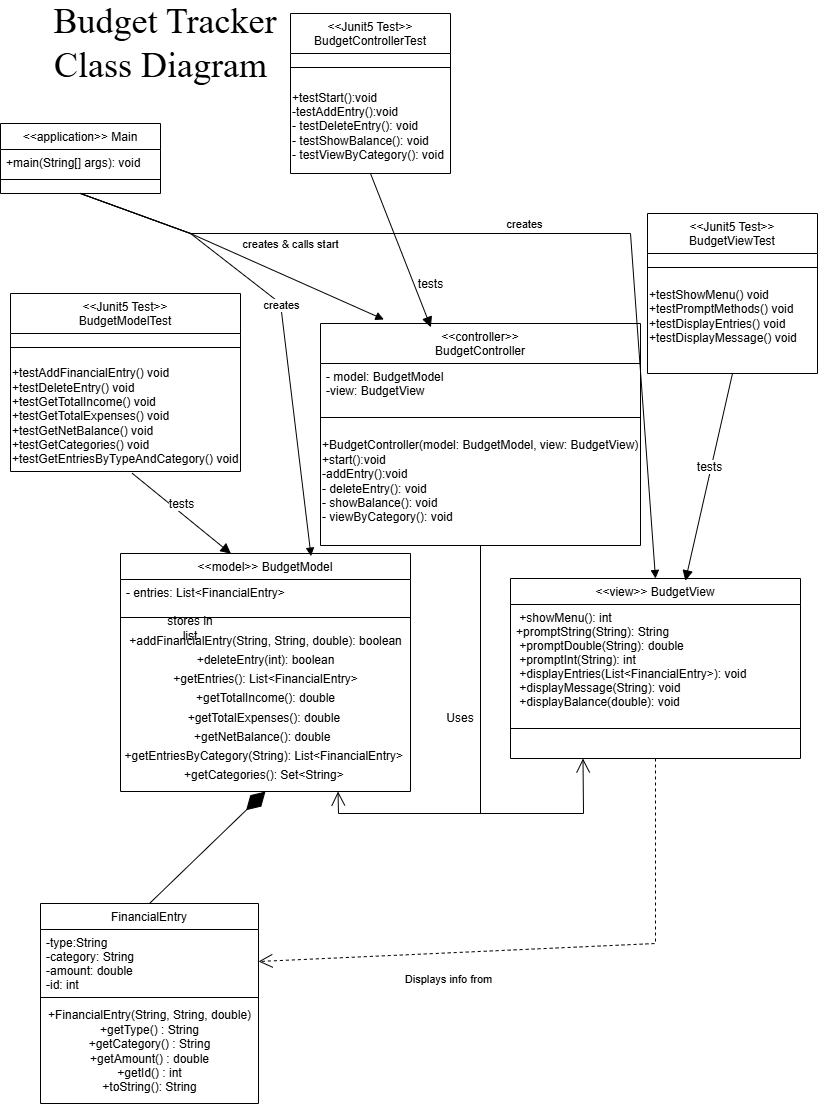 Budget Tracker
Class Diagram
<<Junit5 Test>>
BudgetControllerTest
+testStart():void
-testAddEntry():void
- testDeleteEntry(): void
- testShowBalance(): void
- testViewByCategory(): void
<<application>> Main
+main(String[] args): void
creates
creates & calls start
tests
creates
<<Junit5 Test>>
BudgetViewTest
+testShowMenu() void
+testPromptMethods() void
+testDisplayEntries() void
+testDisplayMessage() void
<<Junit5 Test>>
BudgetModelTest
+testAddFinancialEntry() void
+testDeleteEntry() void
+testGetTotalIncome() void
+testGetTotalExpenses() void
+testGetNetBalance() void
+testGetCategories() void
+testGetEntriesByTypeAndCategory() void
<<controller>>
BudgetController
- model: BudgetModel
-view: BudgetView
+BudgetController(model: BudgetModel, view: BudgetView)
+start():void
-addEntry():void
- deleteEntry(): void
- showBalance(): void
- viewByCategory(): void
tests
tests
<<model>> BudgetModel
- entries: List<FinancialEntry>
stores in
list
+addFinancialEntry(String, String, double): boolean
+deleteEntry(int): boolean
+getEntries(): List<FinancialEntry>
+getTotalIncome(): double
+getTotalExpenses(): double
+getNetBalance(): double
+getEntriesByCategory(String): List<FinancialEntry>
+getCategories(): Set<String>
Uses
<<view>> BudgetView
+showMenu(): int
+promptString(String): String
+promptDouble(String): double
+promptInt(String): int
+displayEntries(List<FinancialEntry>): void
+displayMessage(String): void
+displayBalance(double): void
FinancialEntry
-type:String
-category: String
-amount: double
-id: int
+FinancialEntry(String, String, double)
+getType() : String
+getCategory() : String
+getAmount() : double
+getId() : int
+toString(): String
Displays info from